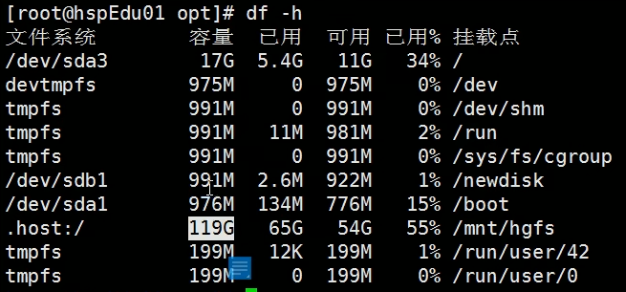 [root@hspEdu01 opt]# df -h
文件系统 容量 已用 可用 已用% 挂载点
/dev/sda3 17G 5.4G 11G 34% /
devtmpfs 975M 0 975M 0% /dev
tmpfs 991M 0 991M 0% /dev/shm
tmpfs 991M 11M 981M 2% /run
tmpfs 991M 0 991M 0% /sys/fs/cgroup
/dev/sdb1 991M 2.6M 922M 1% /newdisk
/dev/sda1 976M 134M 776M 15% /boot
.host:/ 119G 65G 54G 55% /mnt/hgfs
tmpfs 199M 12K 199M 1% /run/user/42
tmpfs 199M 0 199M 0% /run/user/0